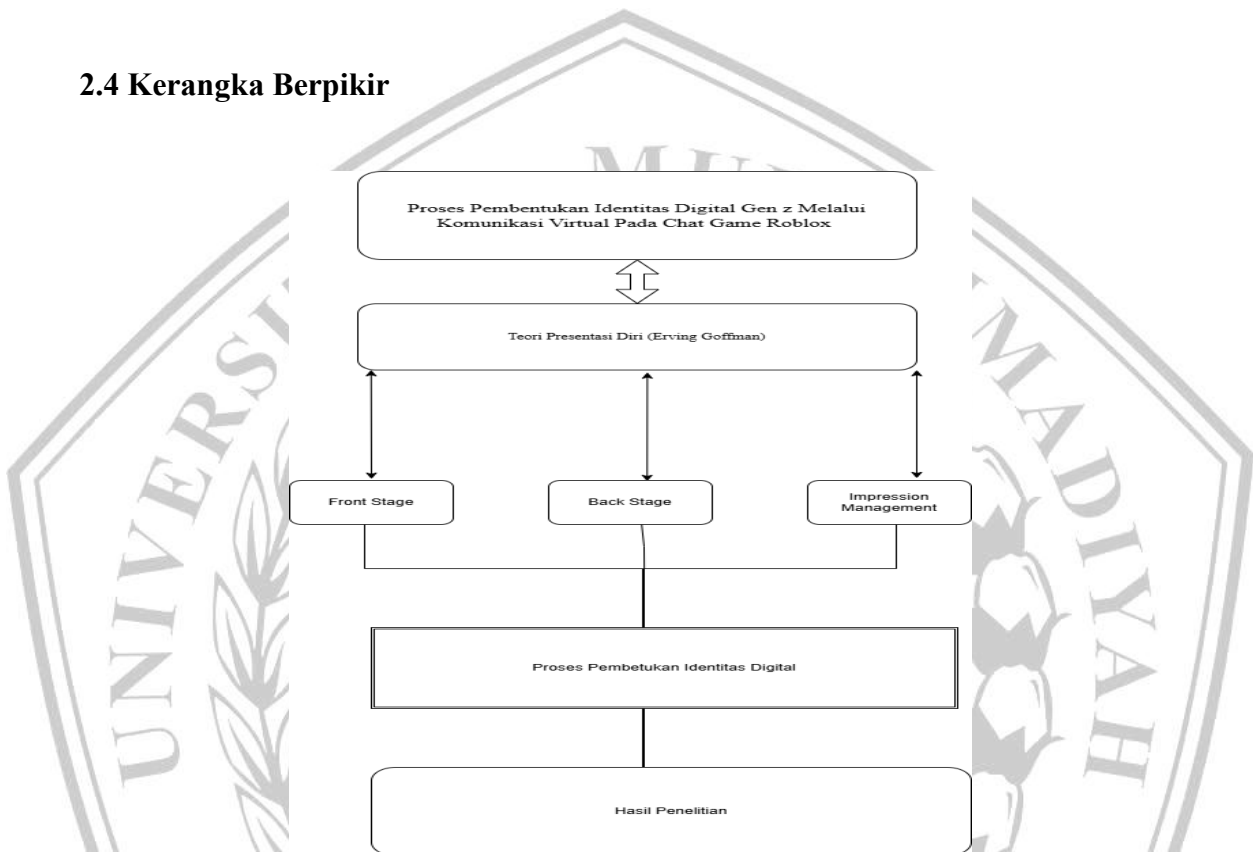 2.4 Kerangka Berpikir
Proses Pembentukan Identitas Digital Gen z Melalui
Komunikasi Virtual Pada Chat Game Roblox
Teori Presentasi Diri (Erving Goffman)
Front Stage
Back Stage
Impression
Management
Proses Pembetukan Identitas Digital
Hasil Penelitian